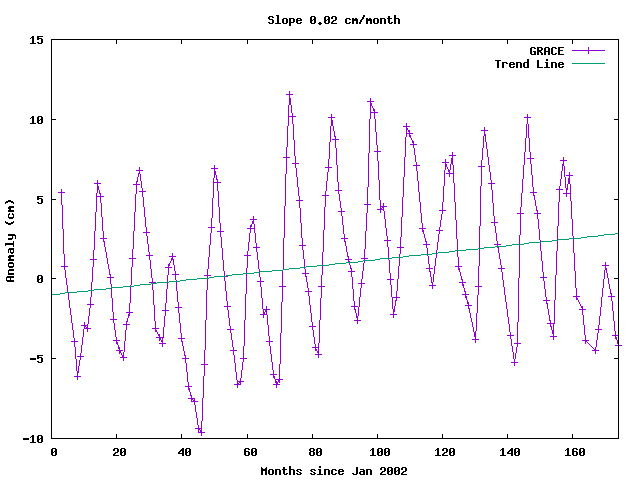 Slope 0.02 cm/month
15
GRACE
Trend Line
10
5
Anomaly (cm)
0
-5
-10
0 20 40 60 80 100 120 140 160
Months since Jan 2002